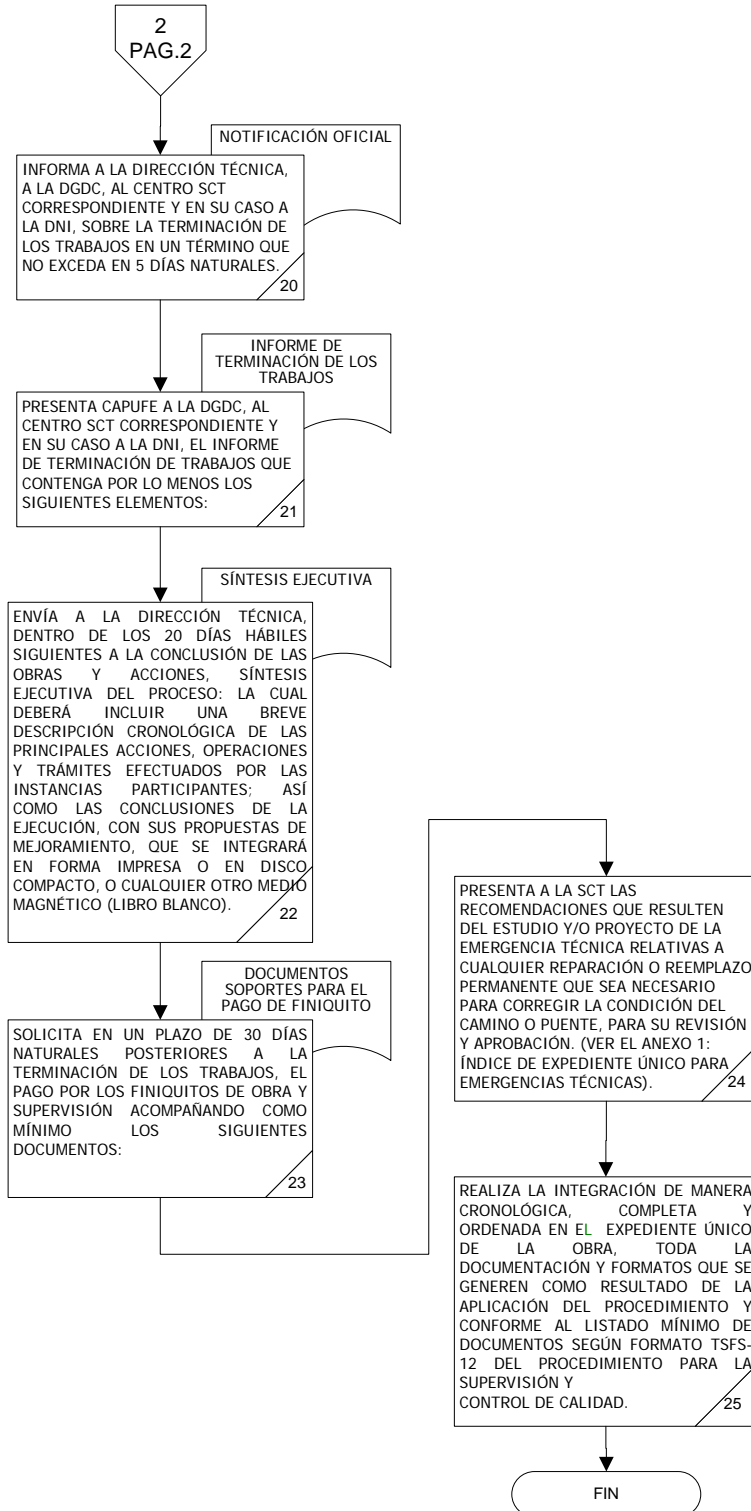 2
PAG.2
NOTIFICACIÓN OFICIAL
INFORMA A LA DIRECCIÓN TÉCNICA,
A LA DGDC, AL CENTRO SCT
CORRESPONDIENTE Y EN SU CASO A
LA DNI, SOBRE LA TERMINACIÓN DE
LOS TRABAJOS EN UN TÉRMINO QUE
NO EXCEDA EN 5 DÍAS NATURALES.
20
INFORME DE
TERMINACIÓN DE LOS
TRABAJOS
PRESENTA CAPUFE A LA DGDC, AL
CENTRO SCT CORRESPONDIENTE Y
EN SU CASO A LA DNI, EL INFORME
DE TERMINACIÓN DE TRABAJOS QUE
CONTENGA POR LO MENOS LOS
SIGUIENTES ELEMENTOS:
21
SÍNTESIS EJECUTIVA
ENVÍA A LA DIRECCIÓN TÉCNICA,
DENTRO DE LOS 20 DÍAS HÁBILES
SIGUIENTES A LA CONCLUSIÓN DE LAS
OBRAS Y ACCIONES, SÍNTESIS
EJECUTIVA DEL PROCESO: LA CUAL
DEBERÁ INCLUIR UNA BREVE
DESCRIPCIÓN CRONOLÓGICA DE LAS
PRINCIPALES ACCIONES, OPERACIONES
Y TRÁMITES EFECTUADOS POR LAS
INSTANCIAS PARTICIPANTES; ASÍ
COMO LAS CONCLUSIONES DE LA
EJECUCIÓN, CON SUS PROPUESTAS DE
MEJORAMIENTO, QUE SE INTEGRARÁ
EN FORMA IMPRESA O EN DISCO
COMPACTO, O CUALQUIER OTRO MEDIO
MAGNÉTICO (LIBRO BLANCO).
22
DOCUMENTOS
SOPORTES PARA EL
PAGO DE FINIQUITO
SOLICITA EN UN PLAZO DE 30 DÍAS
NATURALES POSTERIORES A LA
TERMINACIÓN DE LOS TRABAJOS, EL
PAGO POR LOS FINIQUITOS DE OBRA Y
SUPERVISIÓN ACOMPAÑANDO COMO
MÍNIMO LOS SIGUIENTES
DOCUMENTOS:
23
PRESENTA A LA SCT LAS
RECOMENDACIONES QUE RESULTEN
DEL ESTUDIO Y/O PROYECTO DE LA
EMERGENCIA TÉCNICA RELATIVAS A
CUALQUIER REPARACIÓN O REEMPLAZO
PERMANENTE QUE SEA NECESARIO
PARA CORREGIR LA CONDICIÓN DEL
CAMINO O PUENTE, PARA SU REVISIÓN
Y APROBACIÓN. (VER EL ANEXO 1:
ÍNDICE DE EXPEDIENTE ÚNICO PARA
EMERGENCIAS TÉCNICAS).
24
REALIZA LA INTEGRACIÓN DE MANERA
CRONOLÓGICA, COMPLETA Y
ORDENADA EN EL EXPEDIENTE ÚNICO
DE LA OBRA, TODA LA
DOCUMENTACIÓN Y FORMATOS QUE SE
GENEREN COMO RESULTADO DE LA
APLICACIÓN DEL PROCEDIMIENTO Y
CONFORME AL LISTADO MÍNIMO DE
DOCUMENTOS SEGÚN FORMATO TSFS-
12 DEL PROCEDIMIENTO PARA LA
SUPERVISIÓN Y
CONTROL DE CALIDAD.
25
FIN